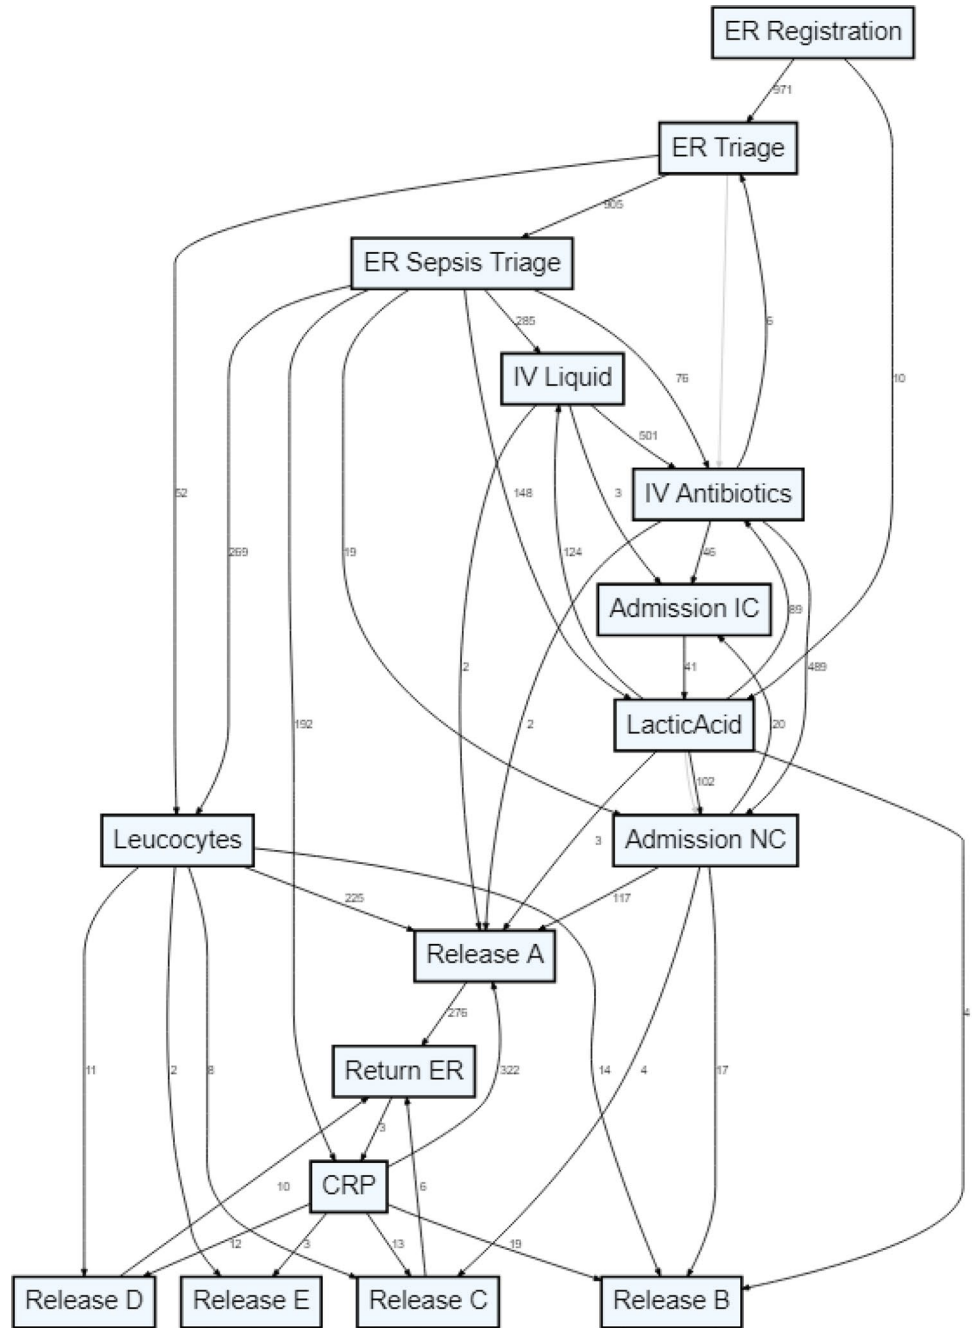 ER Registration
971
ER Triage
905
ER Sepsis Triage
285
6
IV Liquid
76
10
501
52
148
3
IV Antibiotics
269
19
124
46
Admission IC
89
2
41
489
192
2
LacticAcid
20
102
Leucocytes
3
Admission NC
225
117
Release A
276
4
11
2
8
Return ER
322
14
4
17
3
CRP
10
6
12
3
13
19
Release D
Release E
Release C
Release B